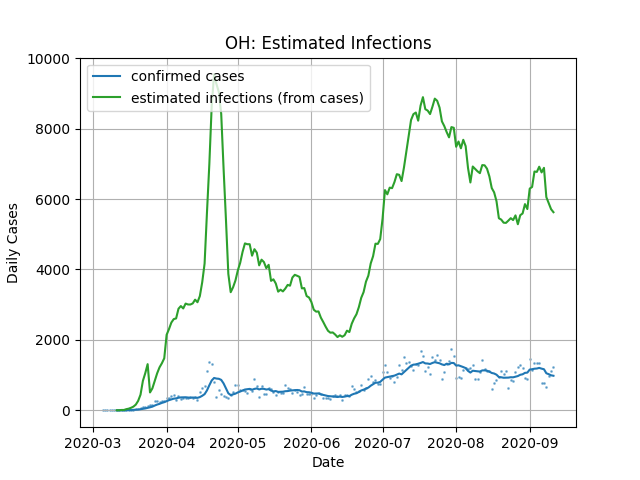 OH: Estimated Infections
confirmed cases
estimated infections (from cases)
10000
8000
6000
4000
2000
0
Daily Cases
2020-03 2020-04 2020-05 2020-06 2020-07 2020-08 2020-09
Date